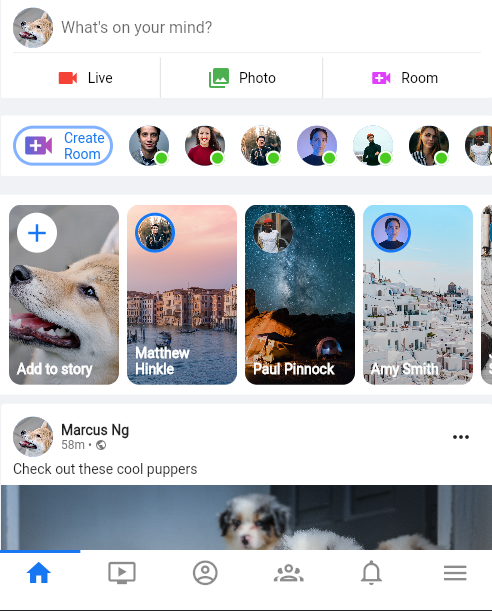 What's on your mind?
Live
Photo
Room
Create
Room
Add to story
Matthew
Hinkle
Paul Pinnock
Amy Smith
Marcus Ng
58m •
Check out these cool puppers